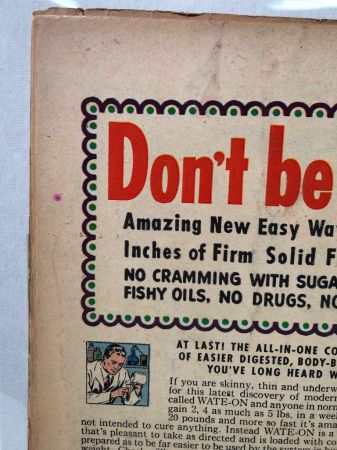 Don't be
Amazing New Easy Wa
Inches of Firm Solid F
NO CRAMMING WITH SUGA
FISHY OILS, NO DRUGS, NO
AT LAST! THE ALL-IN-ONE CO
OF EASIER DIGESTED, BODY-B
YOU'VE LONG HEARD W
If you are skinny, thin and underw
for this latest discovery of modern
called WATE-ON and anyone in norm
gain 2, 4 as much as 5 lbs. in a wee
20 pounds and more so fast it's am
not intended to cure anything. Instead WATE-ON is a
that's pleasant to take as directed and is loaded with co
prepared as to be far easier to be used by the system in